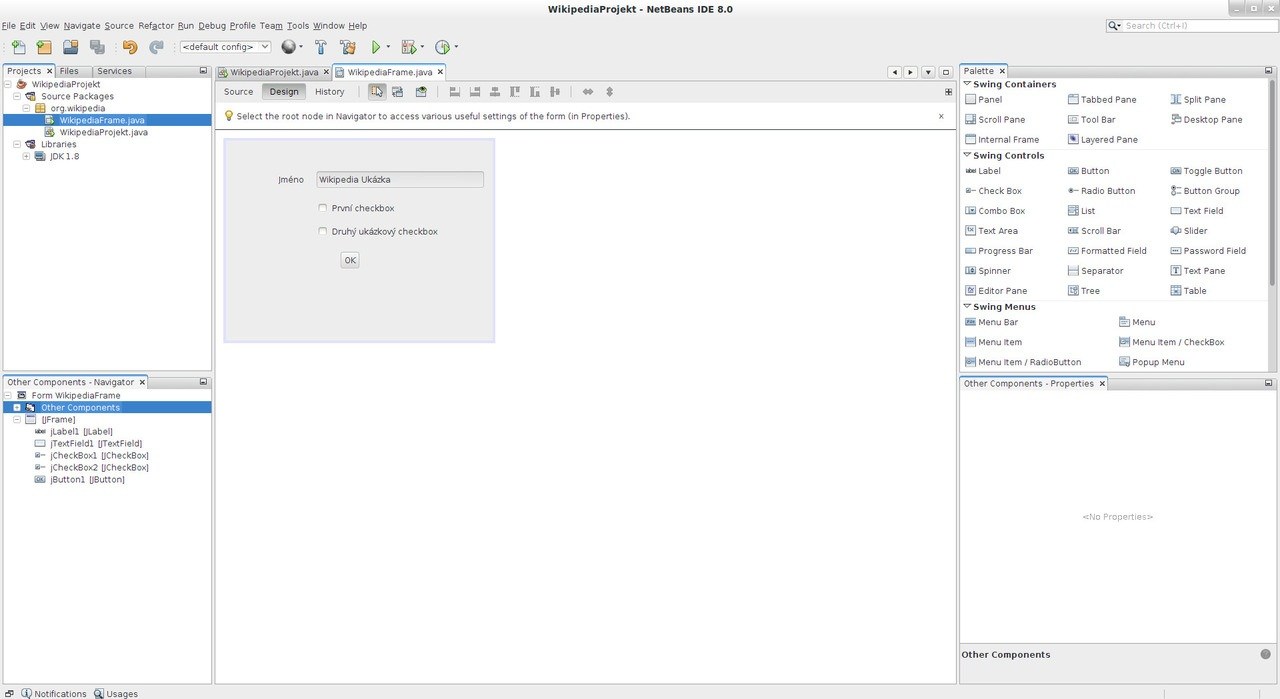 WikipediaProjekt - NetBeans IDE 8.0
File Edit View Navigate Source Refactor Run Debug Profile Team Tools Window Help
Search (Ctrl+I)
<default config>
Projects Files Services
WikipediaProjekt
Source Packages
org.wikipedia
WikipediaFrame.java
WikipediaProjekt.java
Libraries
JDK 1.8
Other Components - Navigator
Form WikipediaFrame
Other Components
[JFrame]
jLabel1 [JLabel]
jTextField1 [JTextField]
jCheckBox1 [JCheckBox]
jCheckBox2 [JCheckBox]
jButton1 [JButton]
WikipediaProjekt.java WikipediaFrame.java
Source Design History
Select the root node in Navigator to access various useful settings of the form (in Properties).
Jméno Wikipedia Ukázka
První checkbox
Druhý ukázkový checkbox
OK
Palette
Swing Containers
Panel Tabbed Pane Split Pane
Scroll Pane Tool Bar Desktop Pane
Internal Frame Layered Pane
Swing Controls
Label Button Toggle Button
Check Box Radio Button Button Group
Combo Box List Text Field
Text Area Scroll Bar Slider
Progress Bar Formatted Field Password Field
Spinner Separator Text Pane
Editor Pane Tree Table
Swing Menus
Menu Bar Menu
Menu Item Menu Item / CheckBox
Menu Item / RadioButton Popup Menu
Other Components - Properties
<No Properties>
Other Components
Notifications Usages